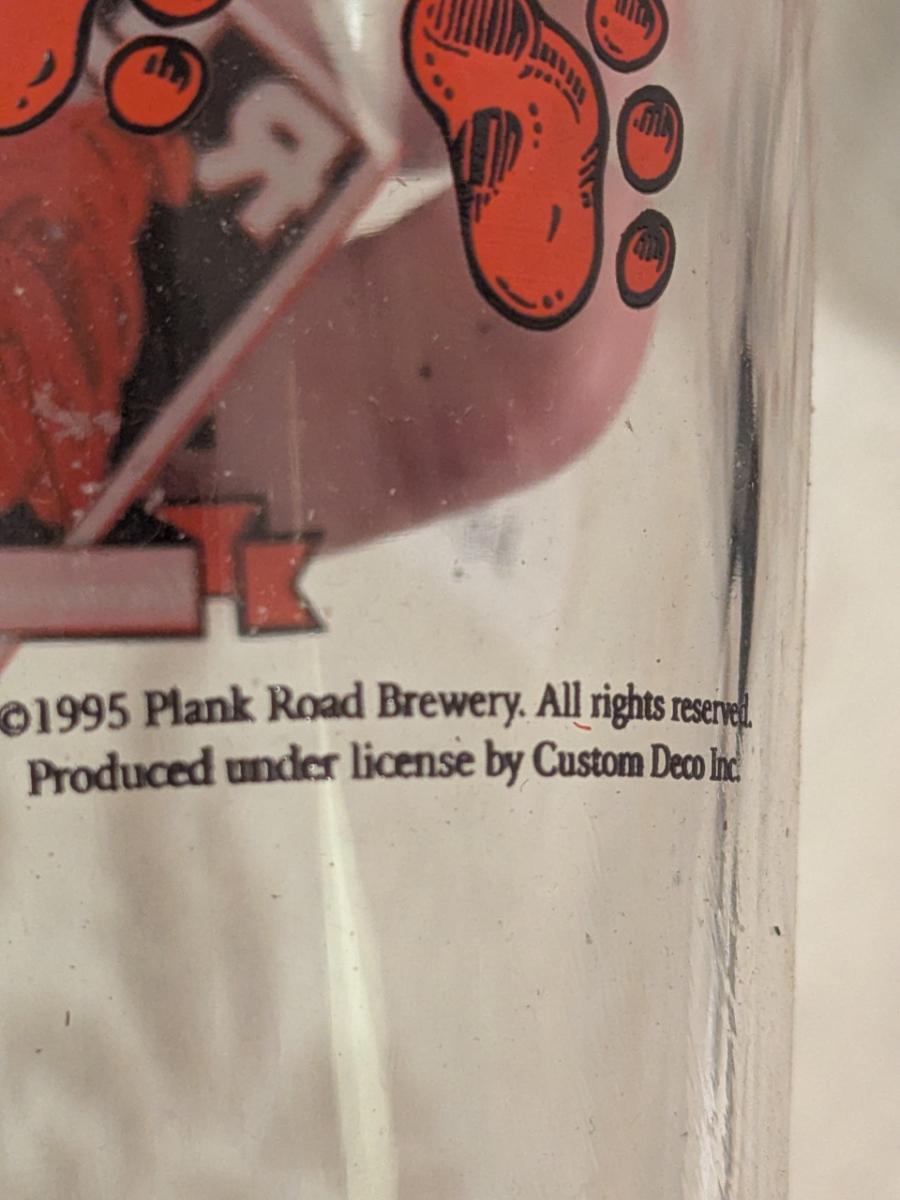 ©1995 Plank Road Brewery. All rights reserved.
Produced under license by Custom Deco Inc.